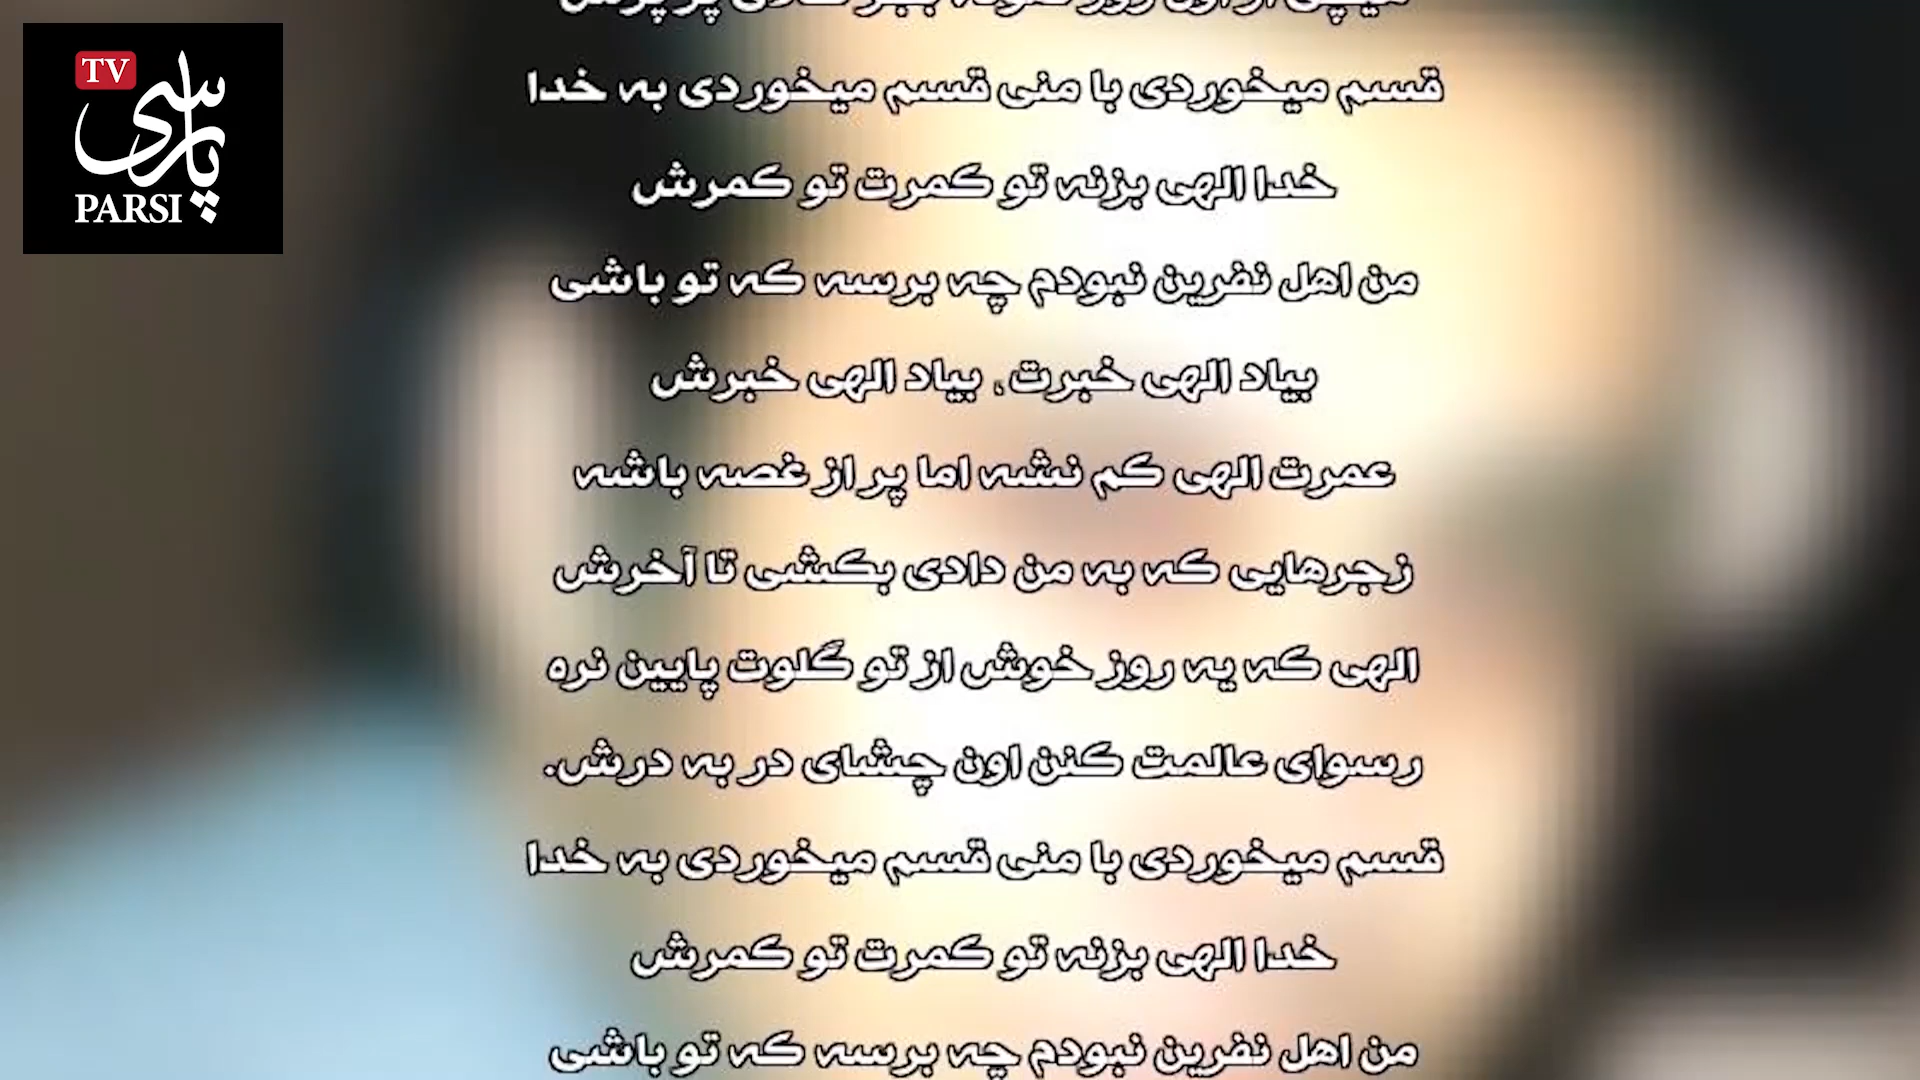 TV
پارسی
PARSI
قسم میخوردی با منی قسم میخوردی به خدا
خدا الهی بزنه تو کمرت تو کمرش
من اهل نفرین نبودم چه برسه که تو باشی
بیاد الهی خبرت، بیاد الهی خبرش
عمرت الهی کم نشه اما پر از غصه باشه
زجرهایی که به من دادی بکشی تا آخرش
الهی که یه روز خوش از تو گلوت پایین نره
رسوای عالمت کنن اون چشای در به درش.
قسم میخوردی با منی قسم میخوردی به خدا
خدا الهی بزنه تو کمرت تو کمرش
من اهل نفرین نبودم چه برسه که تو باشی